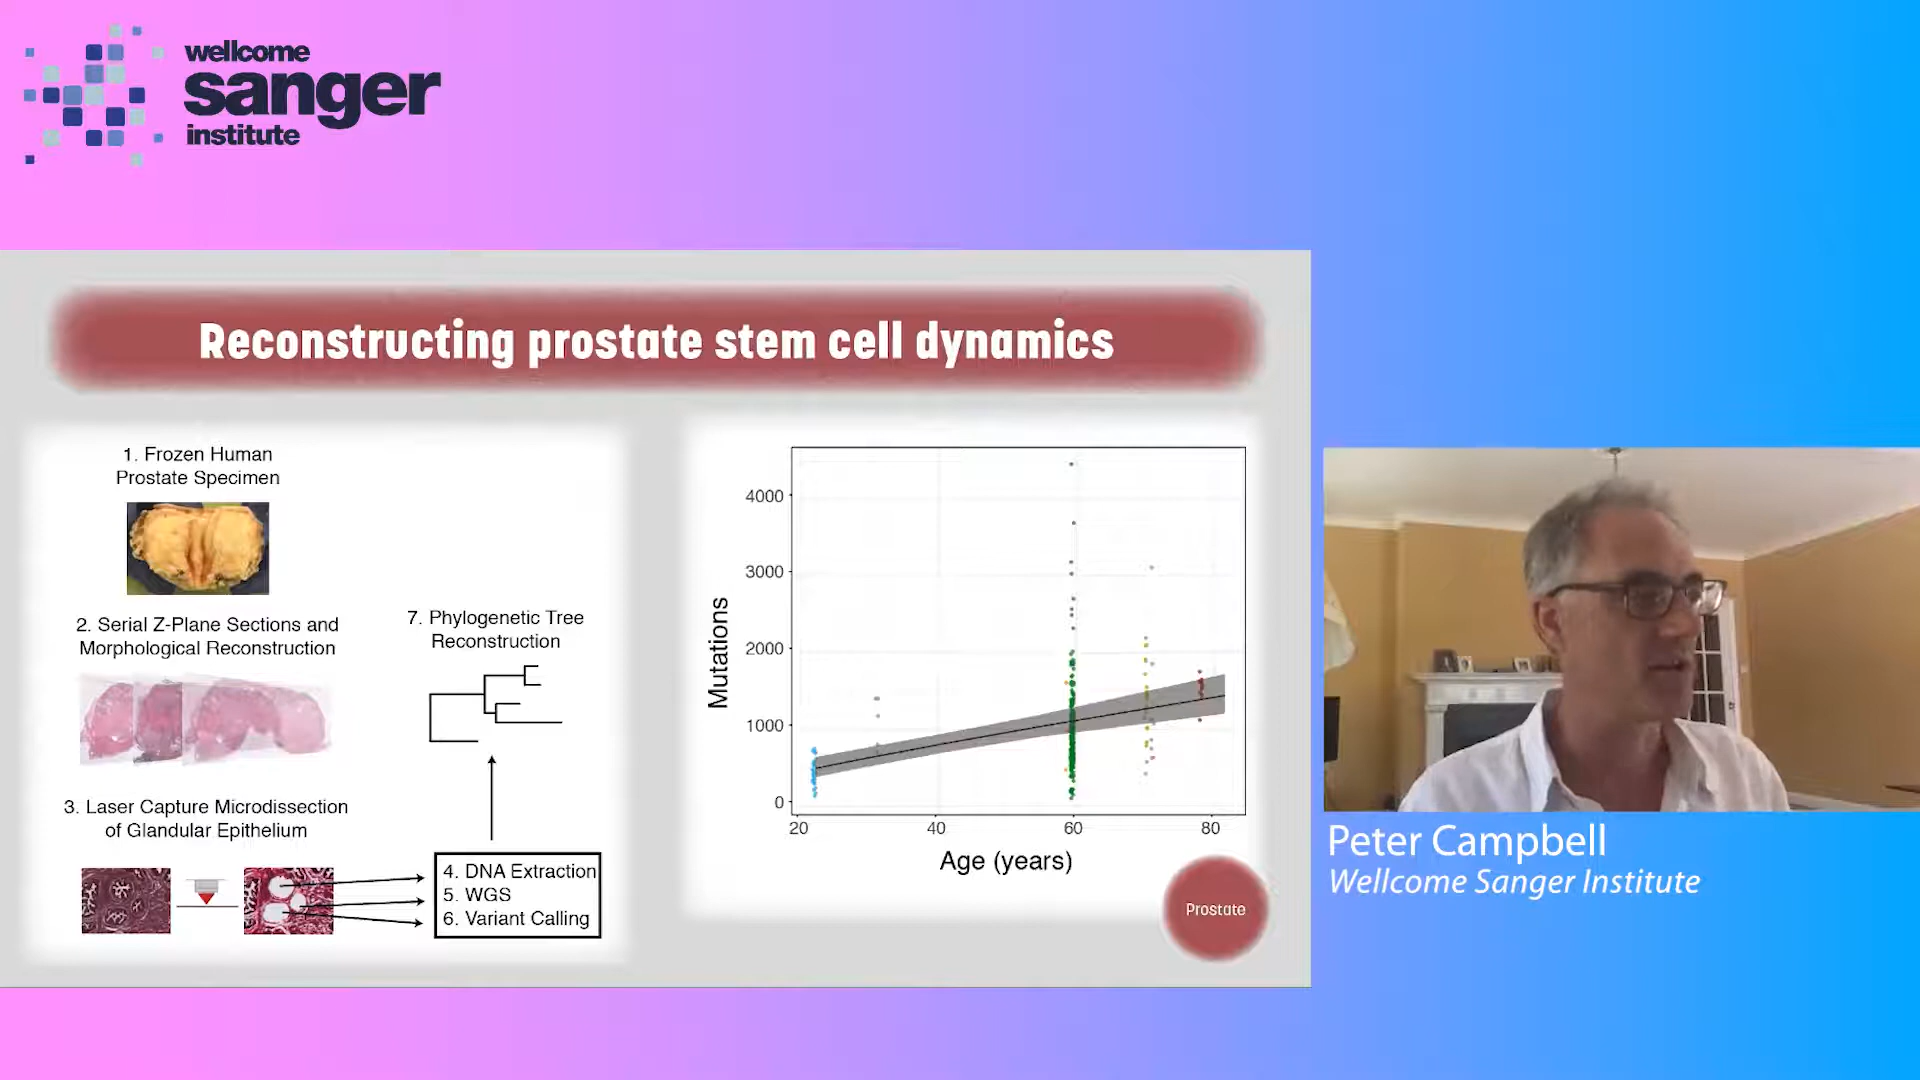 wellcome
sanger
institute
Reconstructing prostate stem cell dynamics
1. Frozen Human
Prostate Specimen
2. Serial Z-Plane Sections and
Morphological Reconstruction
3. Laser Capture Microdissection
of Glandular Epithelium
4. DNA Extraction
5. WGS
6. Variant Calling
7. Phylogenetic Tree
Reconstruction
Mutations
4000
3000
2000
1000
0
20
40
60
80
Age (years)
Prostate
Peter Campbell
Wellcome Sanger Institute